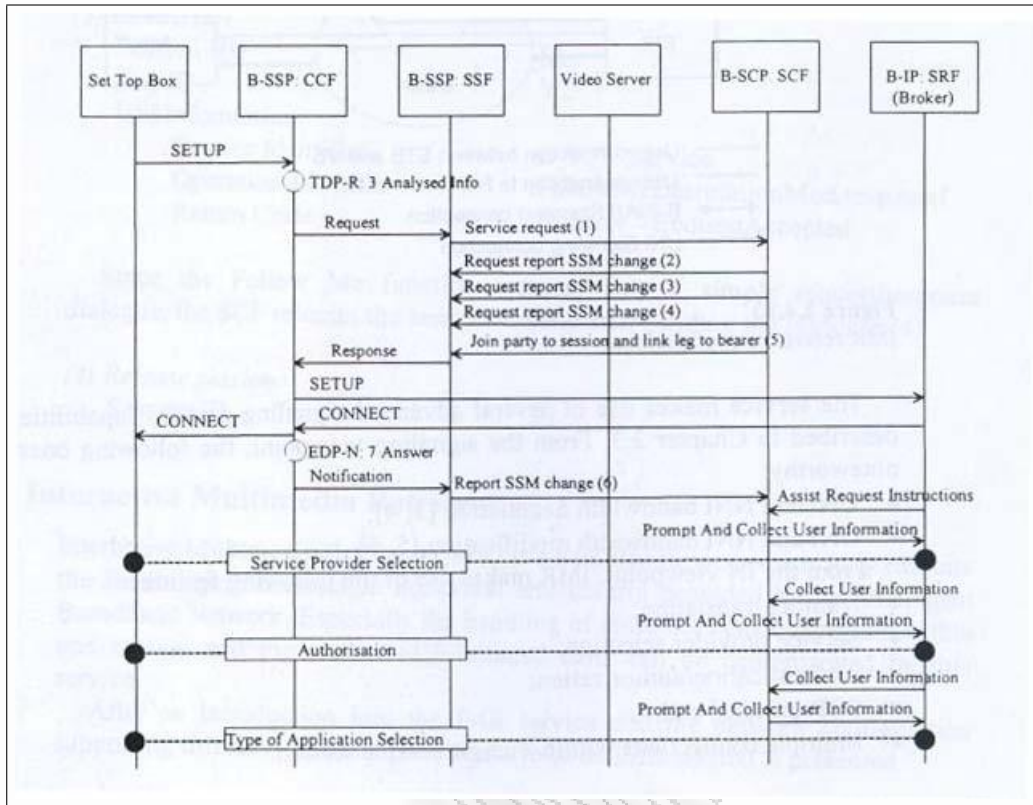 Set Top Box
B-SSP: CCF
B-SSP: SSF
Video Server
B-SCP: SCF
B-IP: SRF
(Broker)
SETUP
TDP-R: 3 Analysed Info
Request
Service request (1)
Request report SSM change (2)
Request report SSM change (3)
Request report SSM change (4)
Join party to session and link leg to bearer (5)
Response
SETUP
CONNECT
CONNECT
EDP-N: 7 Answer
Notification
Report SSM change (6)
Assist Request Instructions
Prompt And Collect User Information
Service Provider Selection
Collect User Information
Prompt And Collect User Information
Authorisation
Collect User Information
Prompt And Collect User Information
Type of Application Selection